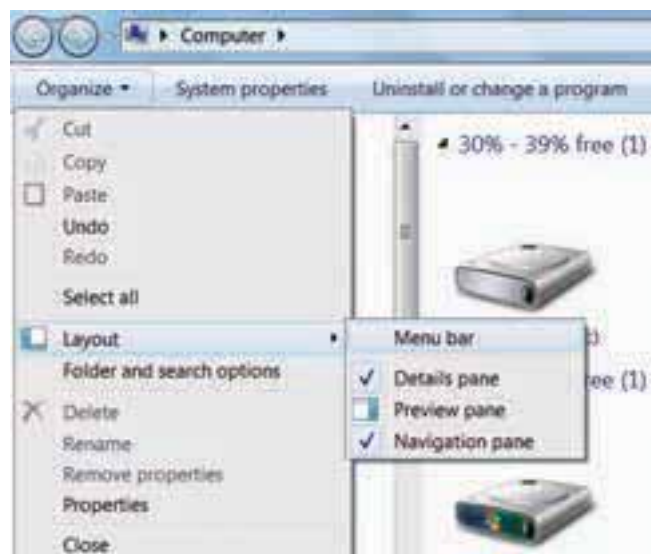 Computer
Organize
System properties
Uninstall or change a program
Cut
Copy
Paste
Undo
Redo
Select all
Layout
Folder and search options
Delete
Rename
Remove properties
Properties
Close
Menu bar
Details pane
Preview pane
Navigation pane
30% - 39% free (1)
ree (1)